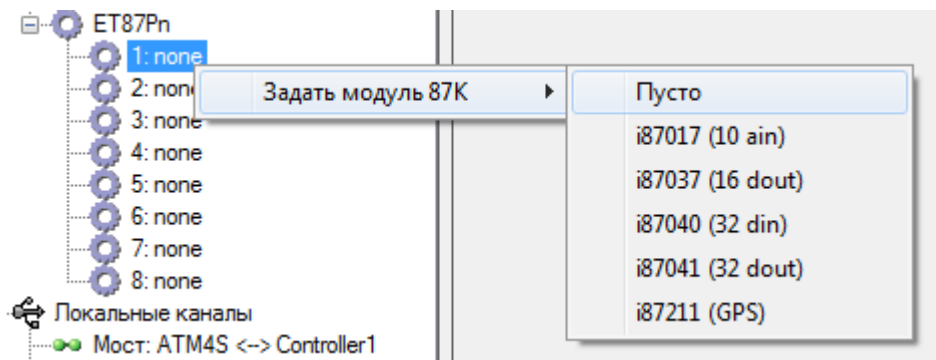 ET87Pn
1: none
2: non
Задать модуль 87K
Пусто
3: none
i87017 (10 ain)
4: none
5: none
i87037 (16 dout)
6: none
i87040 (32 din)
7: none
i87041 (32 dout)
8: none
i87211 (GPS)
Локальные каналы
Мост: ATM4S <--> Controller1